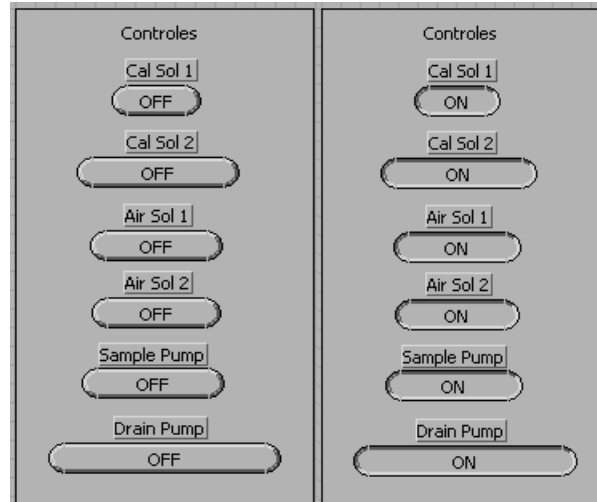 Controles
Cal Sol 1
OFF
Cal Sol 2
OFF
Air Sol 1
OFF
Air Sol 2
OFF
Sample Pump
OFF
Drain Pump
OFF
Controles
Cal Sol 1
ON
Cal Sol 2
ON
Air Sol 1
ON
Air Sol 2
ON
Sample Pump
ON
Drain Pump
ON